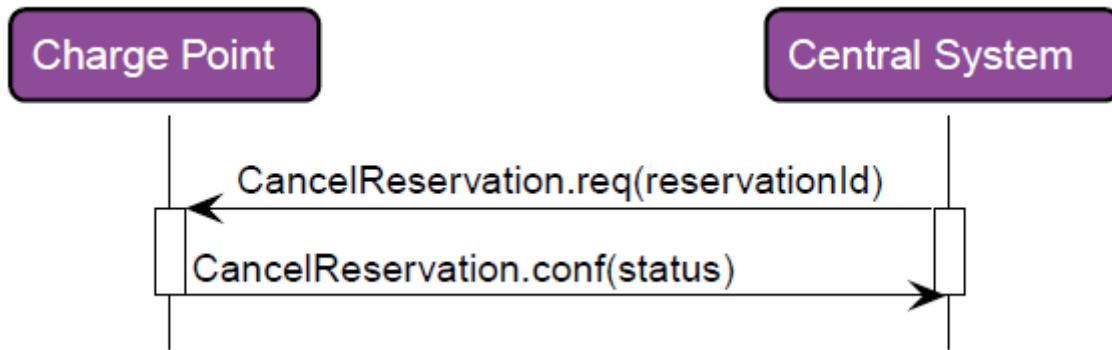 Charge Point
Central System
CancelReservation.req(reservationId)
CancelReservation.conf(status)